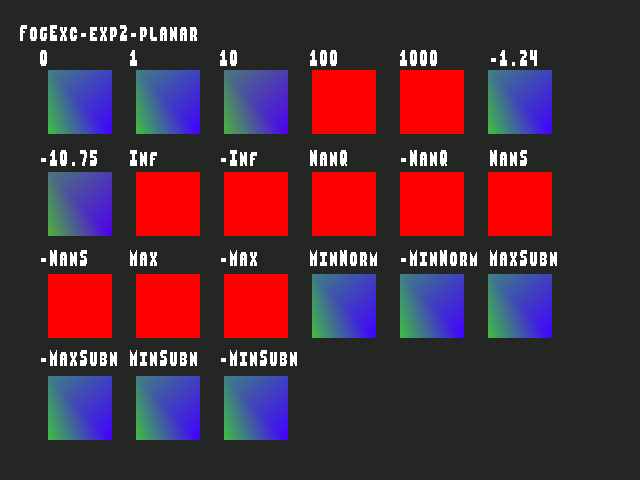 FogExc-exp2-planar
0 1 10 100 1000 -1.24
-10.75 Inf -Inf NanQ -NanQ NanS
-NanS Max -Max MinNorm -MinNorm MaxSubN
-MaxSubN MinSubN -MinSubN